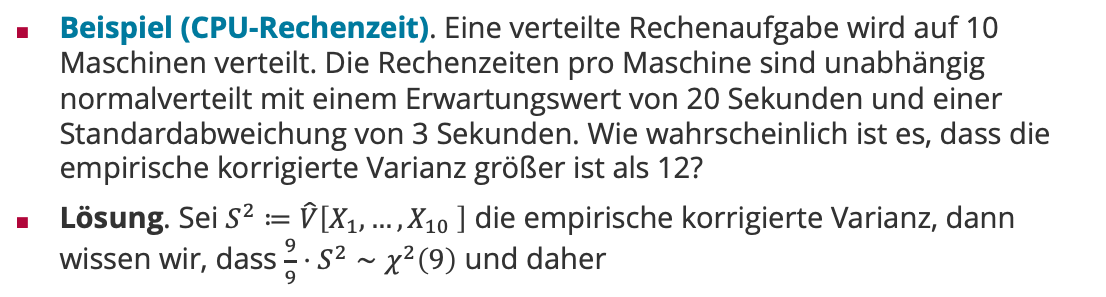 ▪ Beispiel (CPU-Rechenzeit). Eine verteilte Rechenaufgabe wird auf 10
Maschinen verteilt. Die Rechenzeiten pro Maschine sind unabhängig
normalverteilt mit einem Erwartungswert von 20 Sekunden und einer
Standardabweichung von 3 Sekunden. Wie wahrscheinlich ist es, dass die
empirische korrigierte Varianz größer ist als 12?
▪ Lösung. Sei S² ≔ V̂[X₁, … , X₁₀ ] die empirische korrigierte Varianz, dann
wissen wir, dass 9/9 · S² ~ χ²(9) und daher